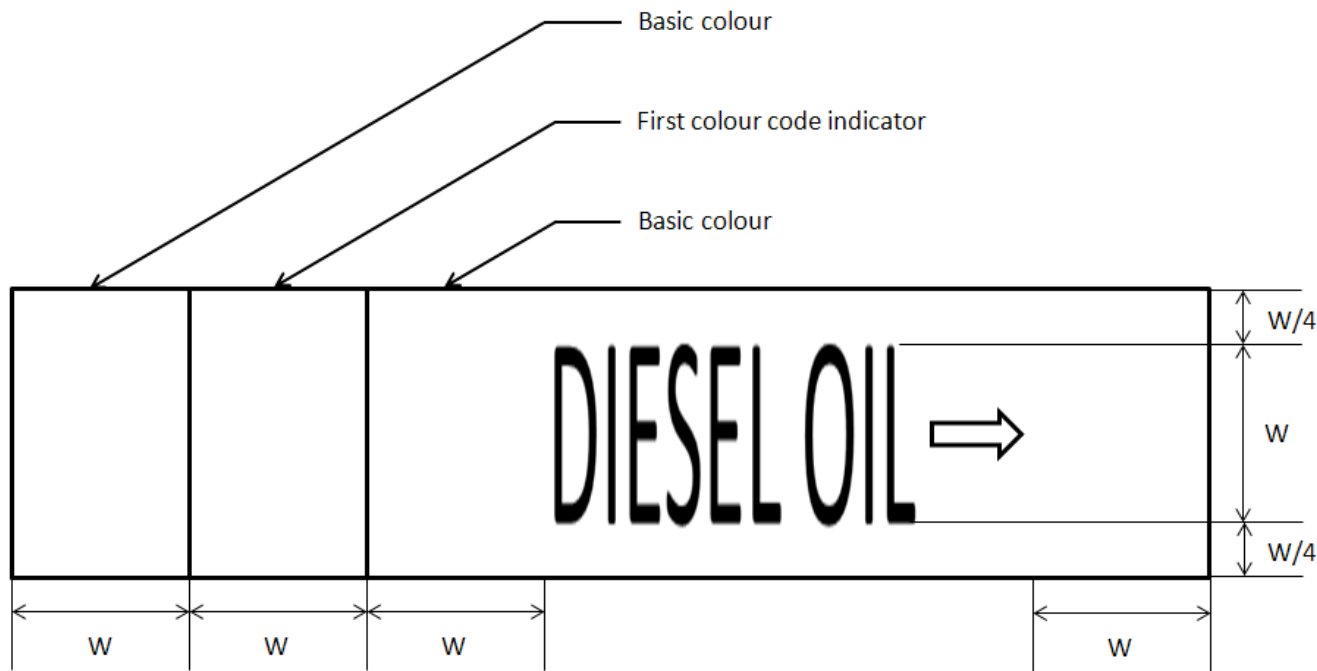 Basic colour
First colour code indicator
Basic colour
W/4
DIESEL OIL
W
W/4
W W W W